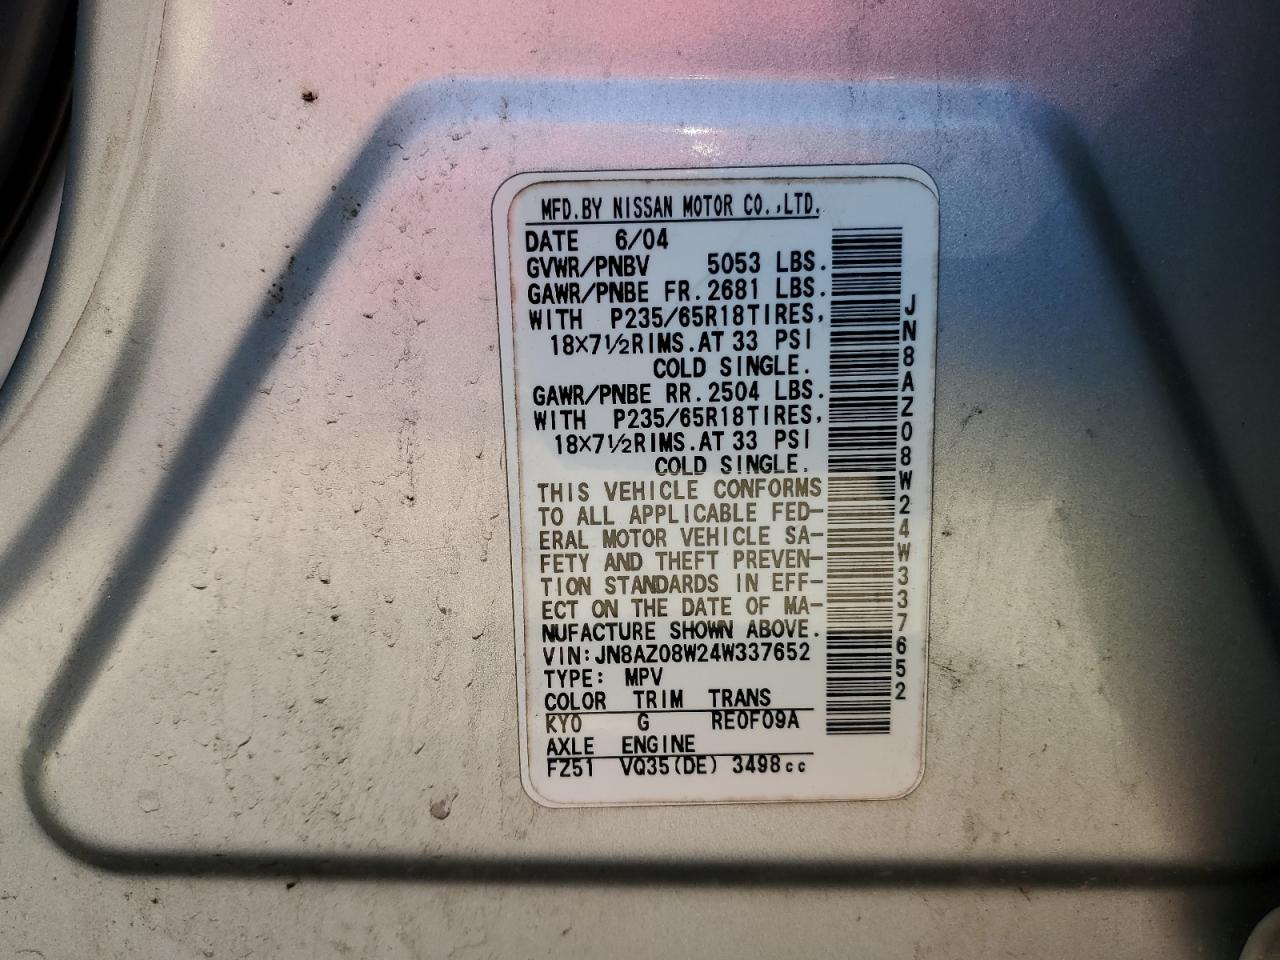 MFD.BY NISSAN MOTOR CO.,LTD.
DATE 6/04
GVWR/PNBV 5053 LBS.
GAWR/PNBE FR.2681 LBS.
WITH P235/65R18TIRES,
18×7½RIMS.AT 33 PSI
COLD SINGLE.
GAWR/PNBE RR.2504 LBS.
WITH P235/65R18TIRES,
18×7½RIMS.AT 33 PSI
COLD SINGLE.
THIS VEHICLE CONFORMS
TO ALL APPLICABLE FED-
ERAL MOTOR VEHICLE SA-
FETY AND THEFT PREVEN-
TION STANDARDS IN EFF-
ECT ON THE DATE OF MA-
NUFACTURE SHOWN ABOVE.
VIN:JN8AZ08W24W337652
TYPE: MPV
COLOR TRIM TRANS
KY0 G RE0F09A
AXLE ENGINE
FZ51 VQ35(DE) 3498cc
JN8AZ08W24W337652